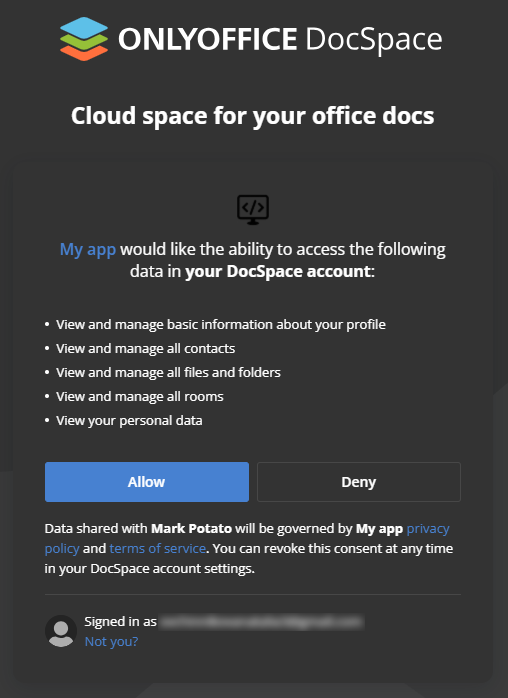 ONLYOFFICE DocSpace
Cloud space for your office docs
</>
My app would like the ability to access the following
data in your DocSpace account:
• View and manage basic information about your profile
• View and manage all contacts
• View and manage all files and folders
• View and manage all rooms
• View your personal data
Allow Deny
Data shared with Mark Potato will be governed by My app privacy
policy and terms of service. You can revoke this consent at any time
in your DocSpace account settings.
Signed in as
Not you?